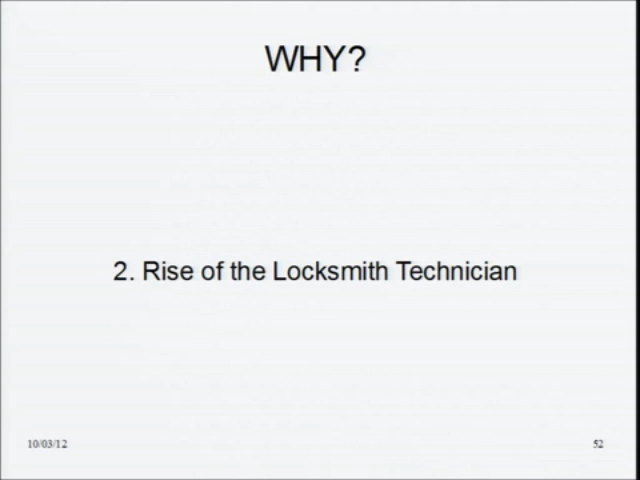 WHY?
2. Rise of the Locksmith Technician
10/03/12
52